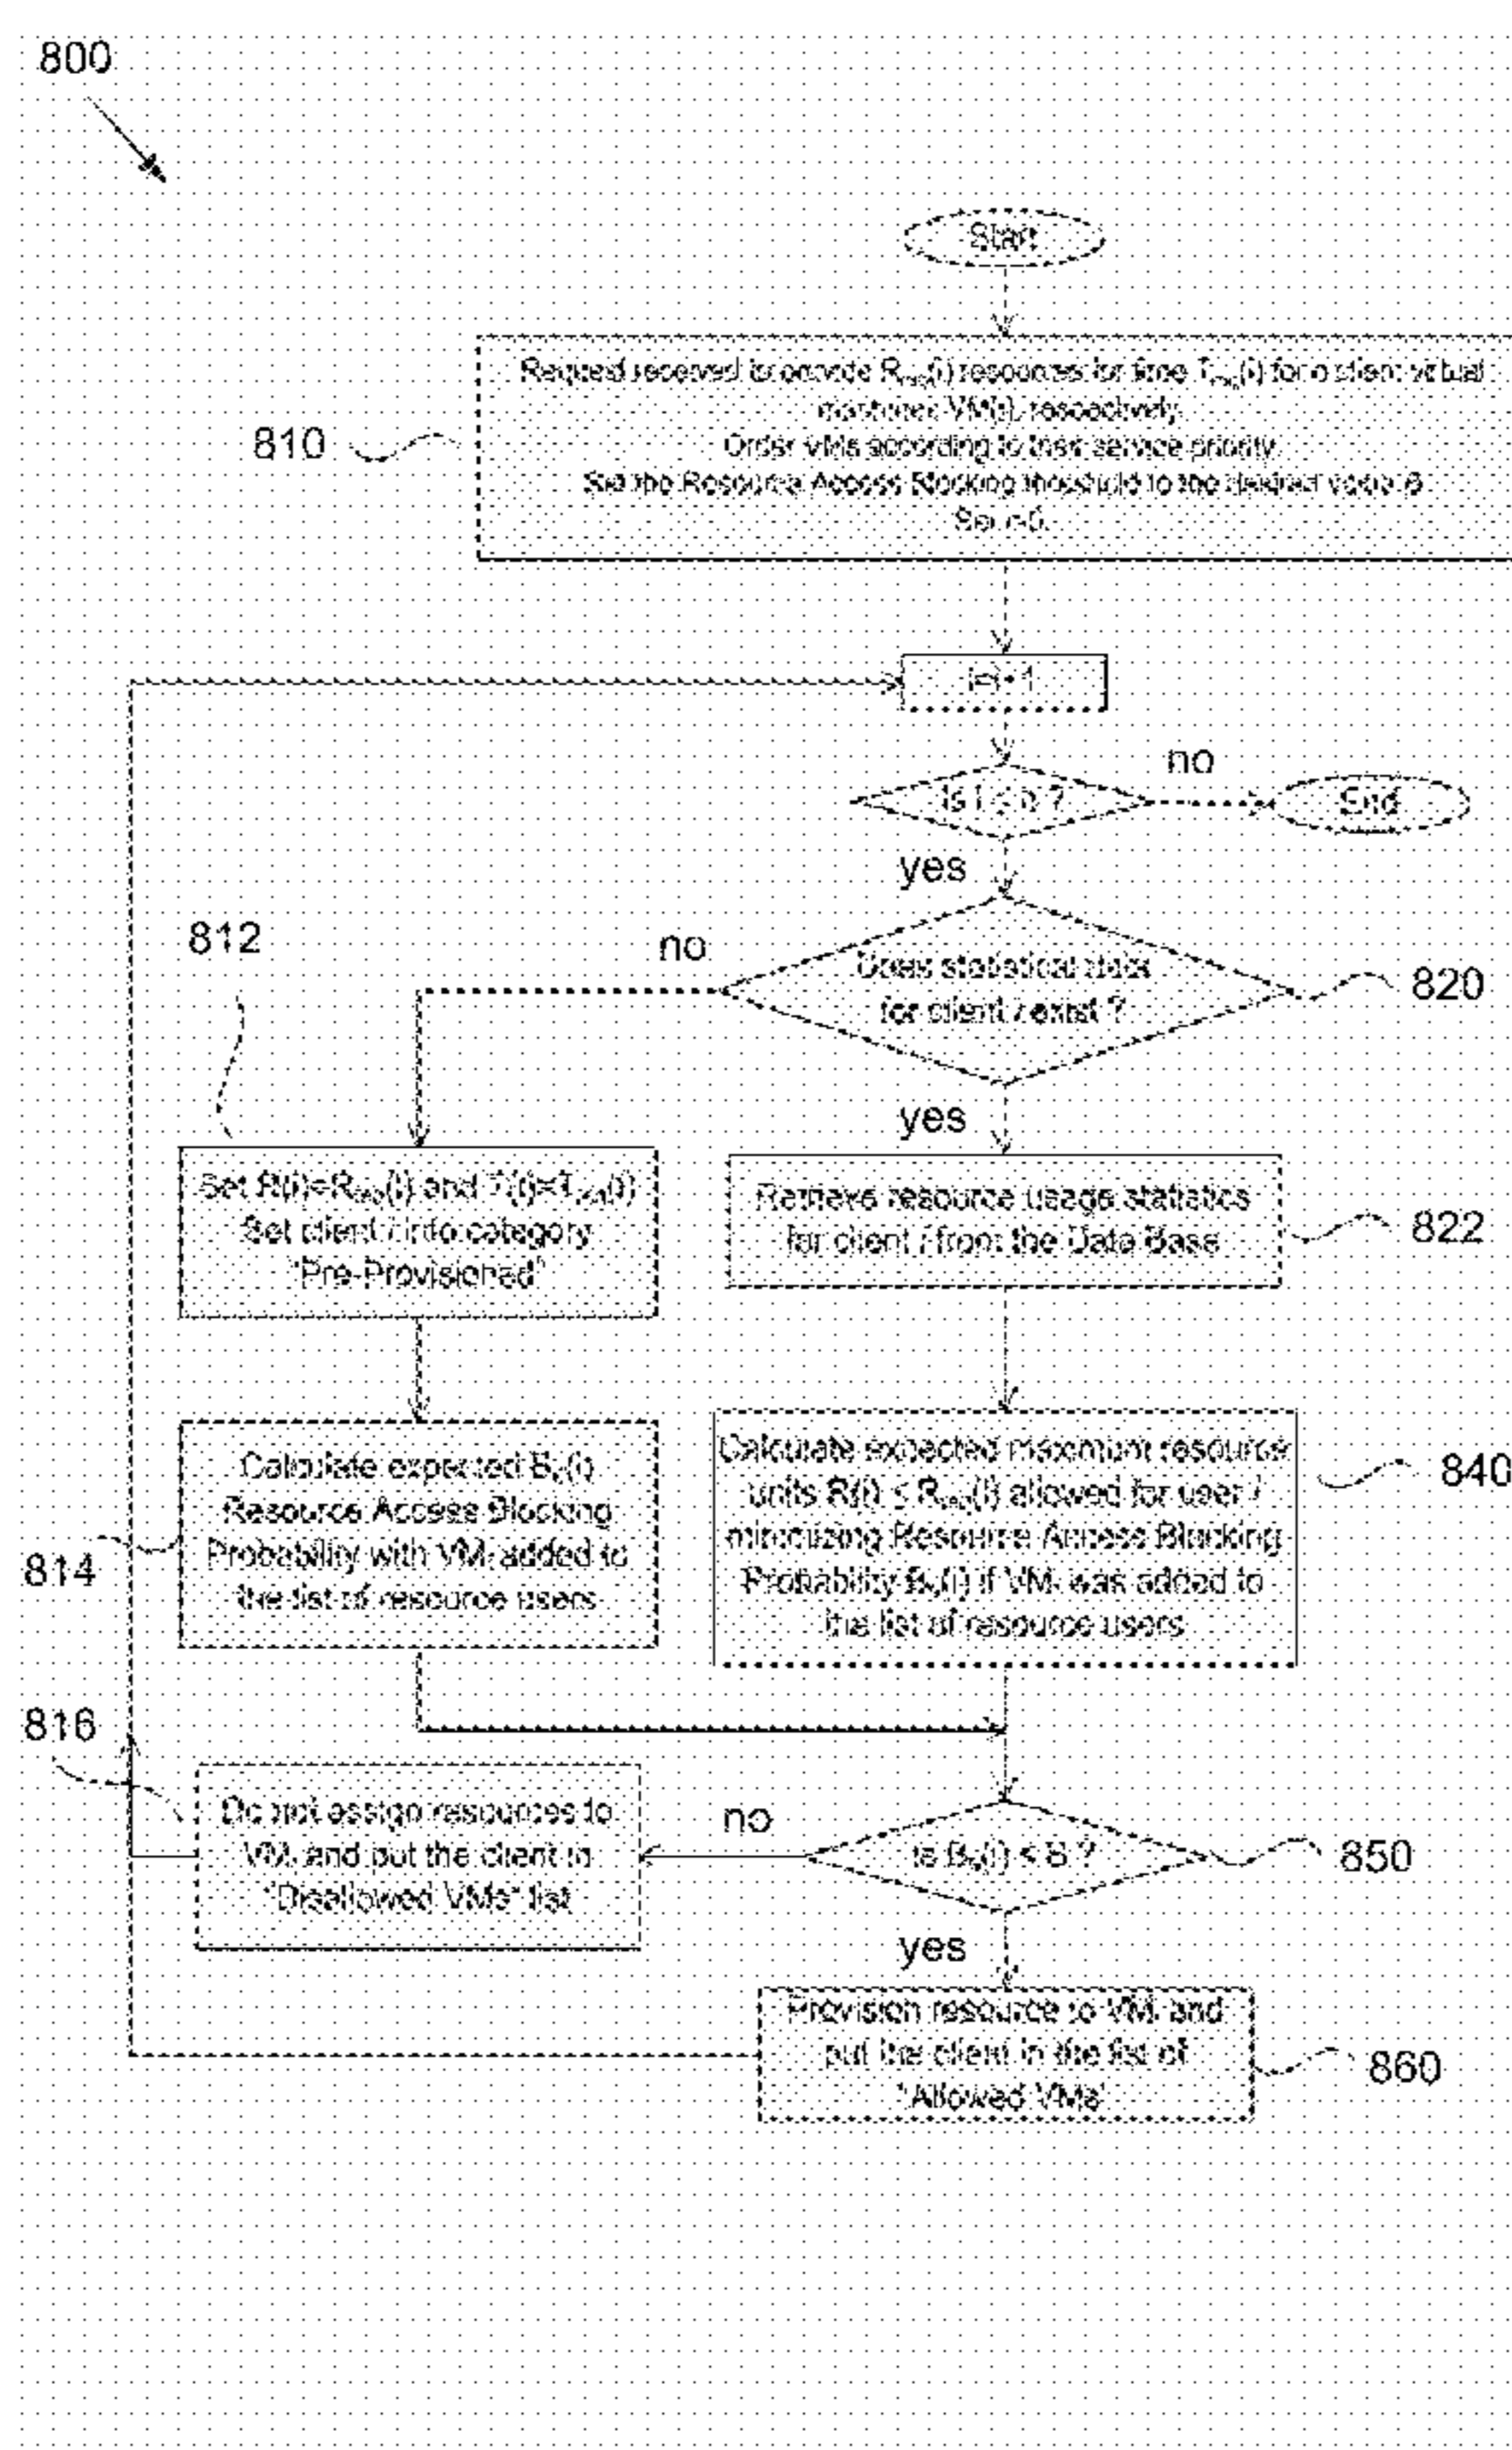 800
Start
Request received to provide R_req(i) resources for time T_req(i) for n client virtual
machines VM(i), respectively.
Order VMs according to their service priority.
Set the Resource Access Blocking threshold to the desired value B
Set i=0.
810
i=i+1
Is i < n ?
no
End
yes
812
no
Does statistical data
for client i exist ?
820
yes
Set R(i)=R_req(i) and T(i)=T_req(i)
Set client i into category
"Pre-Provisioned"
Retrieve resource usage statistics
for client i from the Data Base
822
Calculate expected B(i)
Resource Access Blocking
Probability with VM added to
the list of resource users
814
Calculate expected maximum resource
units R(i) ≤ R_req(i) allowed for user i
minimizing Resource Access Blocking
Probability B(i) if VM was added to
the list of resource users
840
816
Do not assign resources to
VM and put the client in
"Disallowed VMs" list
no
Is B(i) < B ?
850
yes
Provision resource to VM and
put the client in the list of
"Allowed VMs"
860